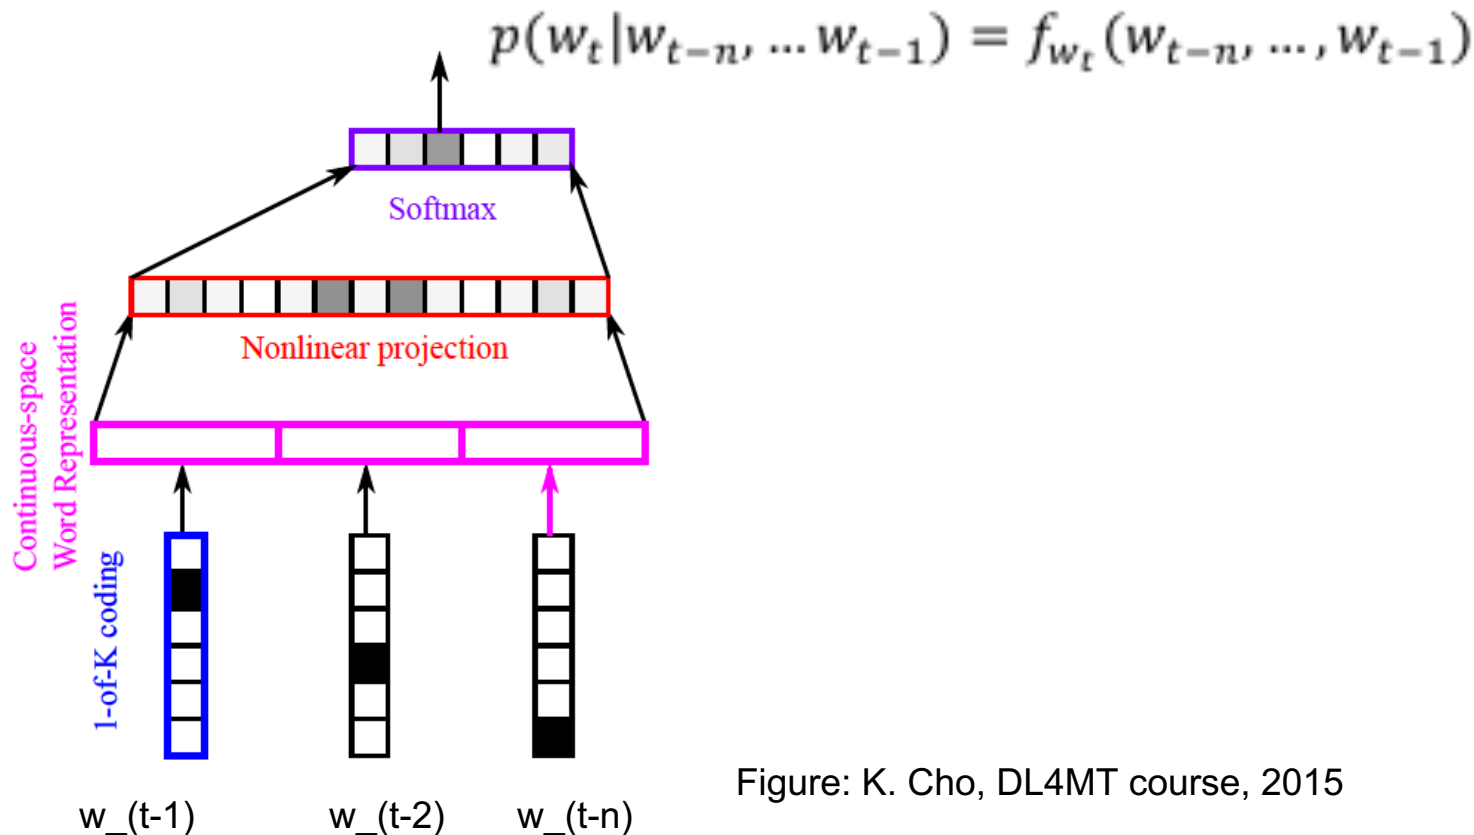 p(w_t|w_{t−n}, … w_{t−1}) = f_{w_t}(w_{t−n}, … , w_{t−1})
Softmax
Nonlinear projection
Continuous-space
Word Representation
1-of-K coding
w_(t-1) w_(t-2) w_(t-n)
Figure: K. Cho, DL4MT course, 2015